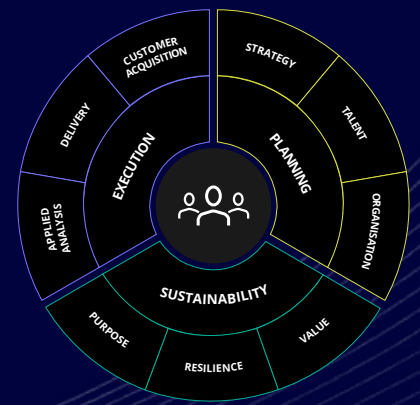 CUSTOMER
ACQUISITION
STRATEGY
DELIVERY
TALENT
EXECUTION
PLANNING
APPLIED
ANALYSIS
ORGANISATION
SUSTAINABILITY
PURPOSE
RESILIENCE
VALUE